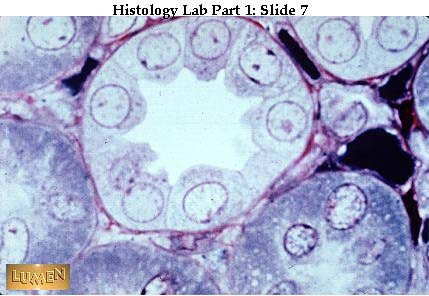 Histology Lab Part 1: Slide 7
LUMEN